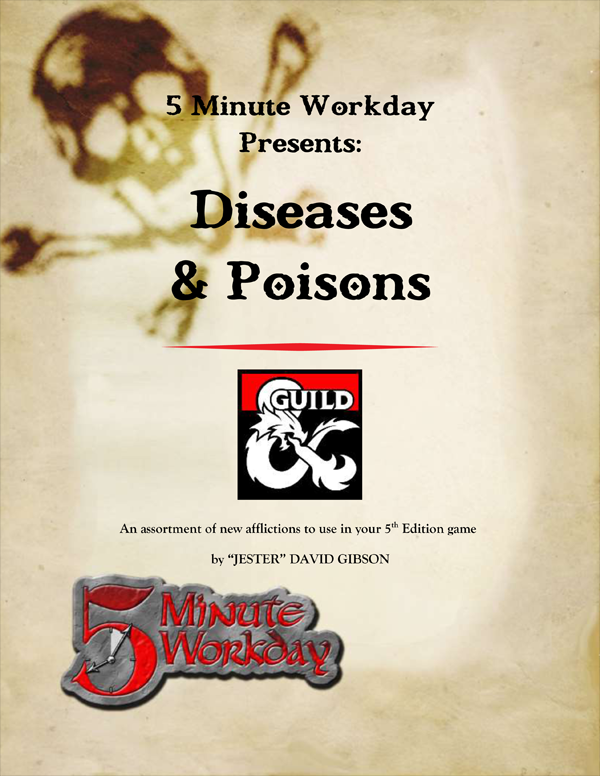 5 Minute Workday
Presents:
Diseases
& Poisons
GUILD
An assortment of new afflictions to use in your 5th Edition game
by “JESTER” DAVID GIBSON
5 Minute
Workday